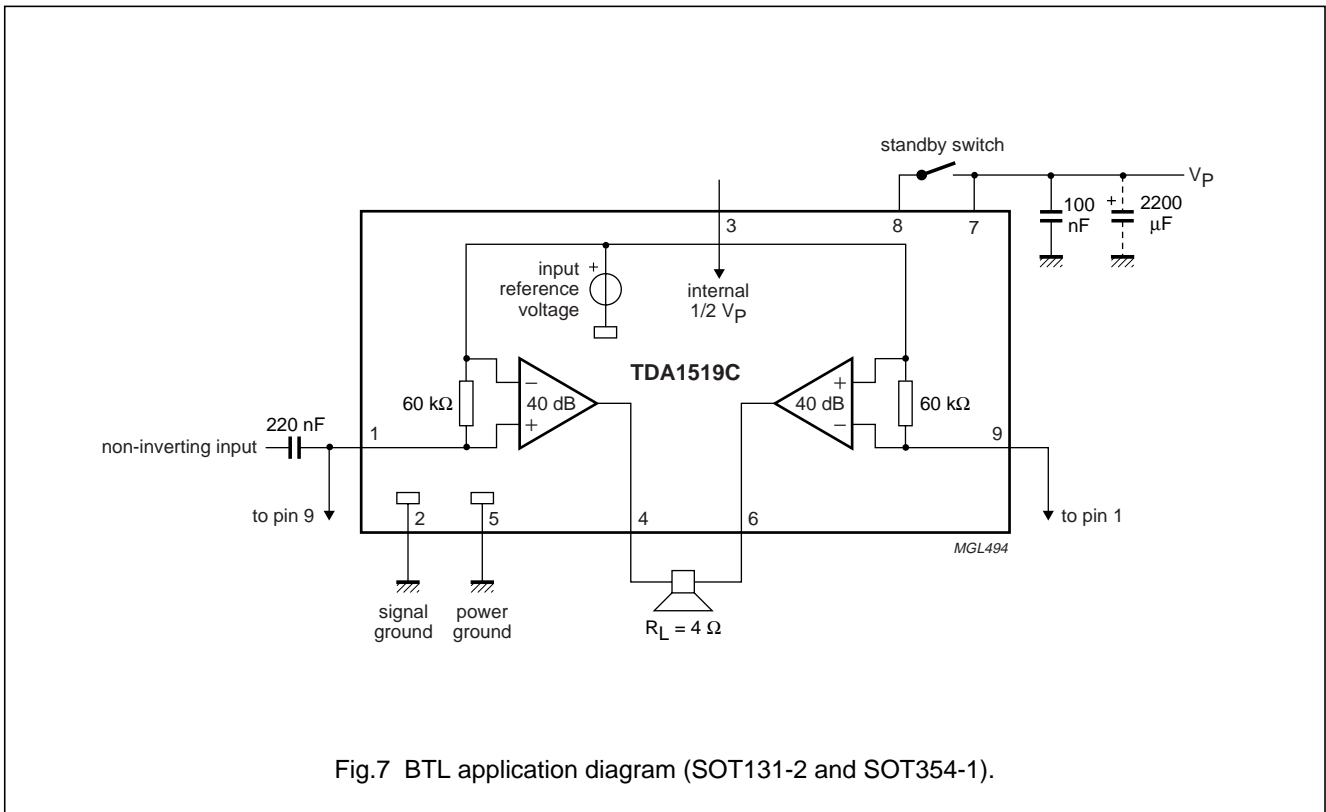 standby switch
V_P
100 nF
+
2200 µF
3
8
7
input reference voltage
+
internal 1/2 V_P
TDA1519C
60 kΩ
−
40 dB
+
+
40 dB
−
60 kΩ
220 nF
non-inverting input
1
9
to pin 9
to pin 1
2
5
4
6
MGL494
signal ground
power ground
R_L = 4 Ω
Fig.7 BTL application diagram (SOT131-2 and SOT354-1).